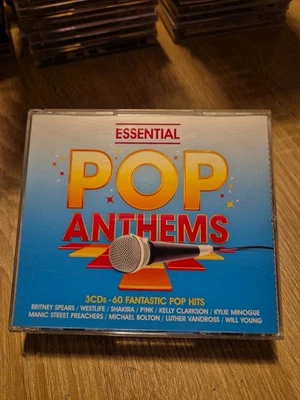 ESSENTIAL
POP
ANTHEMS
3CDs - 60 FANTASTIC POP HITS
BRITNEY SPEARS / WESTLIFE / SHAKIRA / PINK / KELLY CLARKSON / KYLIE MINOGUE
MANIC STREET PREACHERS / MICHAEL BOLTON / LUTHER VANDROSS / WILL YOUNG